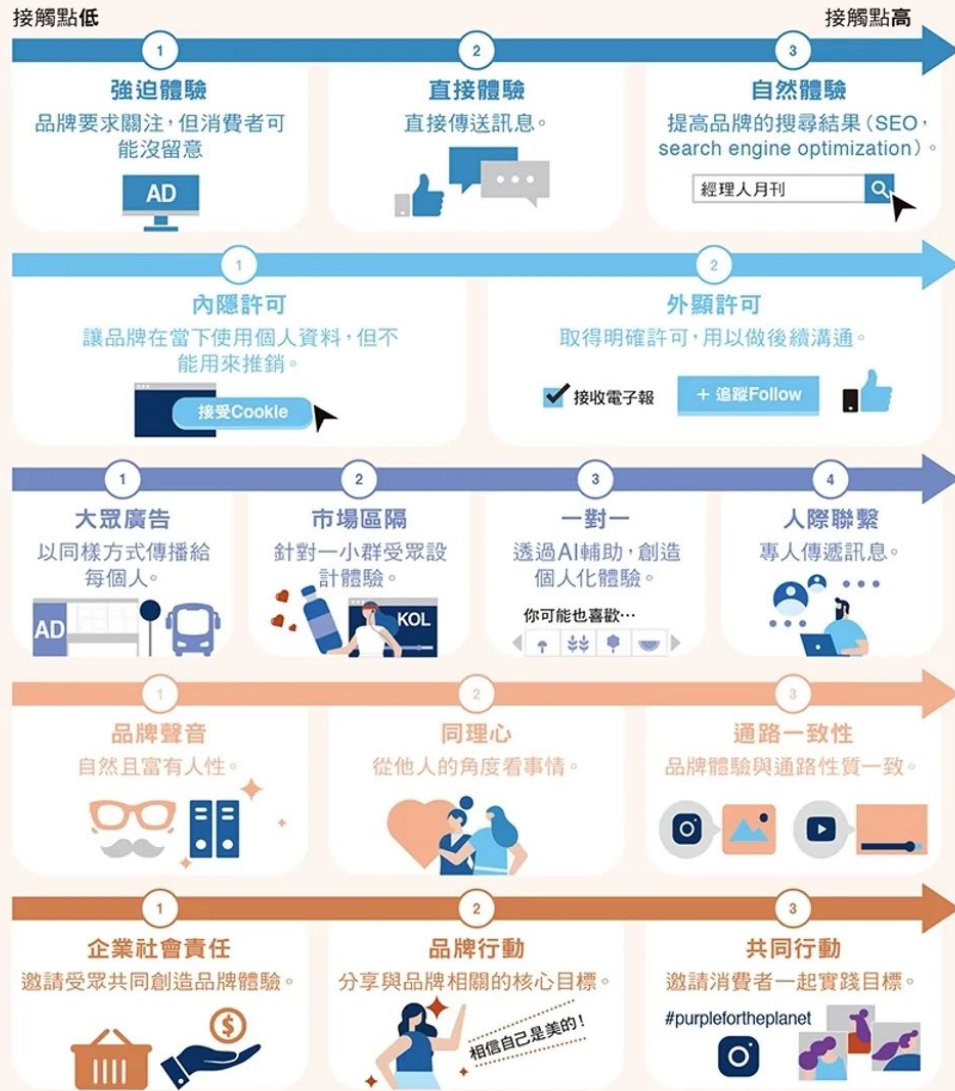 接觸點低
接觸點高
1
2
3
強迫體驗
直接體驗
自然體驗
品牌要求關注，但消費者可
能沒留意
直接傳送訊息。
提高品牌的搜尋結果（SEO，
search engine optimization）。
AD
經理人月刊
1
2
內隱許可
外顯許可
讓品牌在當下使用個人資料，但不
能用來推銷。
取得明確許可，用以做後續溝通。
接受Cookie
接收電子報
+ 追蹤Follow
1
2
3
4
大眾廣告
市場區隔
一對一
人際聯繫
以同樣方式傳播給
每個人。
針對一小群受眾設
計體驗。
透過AI輔助，創造
個人化體驗。
專人傳遞訊息。
AD
KOL
你可能也喜歡…
1
2
3
品牌聲音
同理心
通路一致性
自然且富有人性。
從他人的角度看事情。
品牌體驗與通路性質一致。
1
2
3
企業社會責任
品牌行動
共同行動
邀請受眾共同創造品牌體驗。
分享與品牌相關的核心目標。
邀請消費者一起實踐目標。
$
相信自己是美的！
#purplefortheplanet